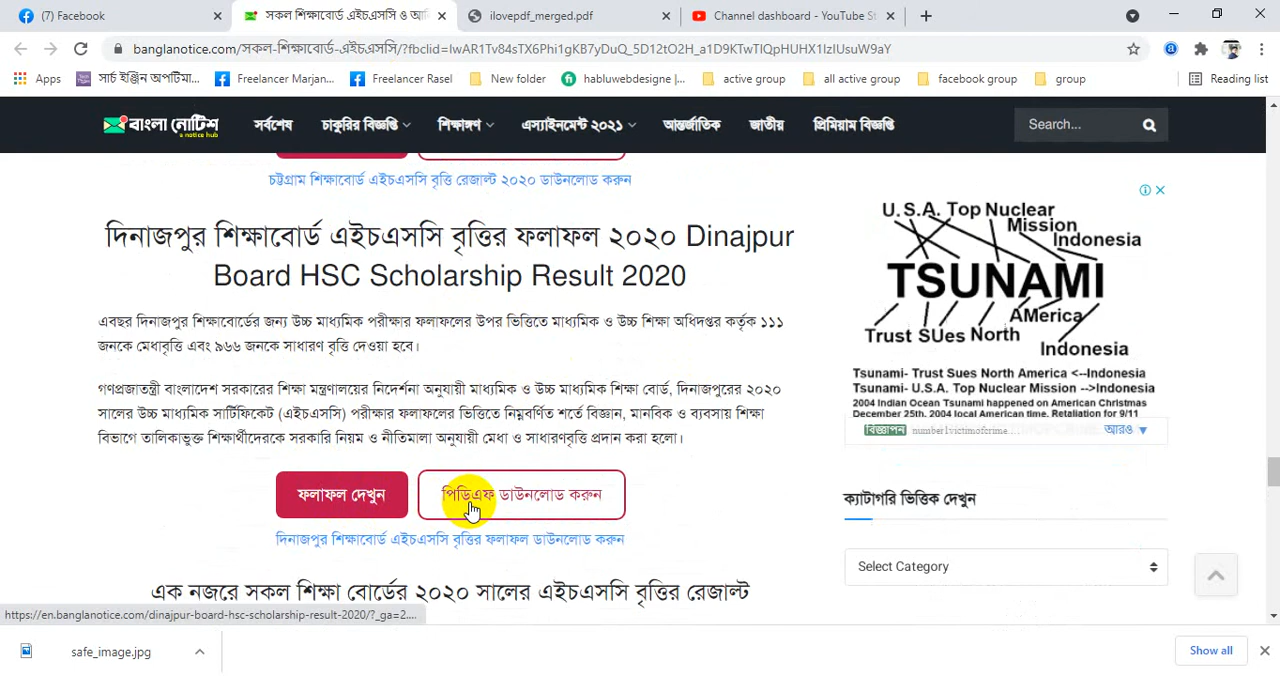 (7) Facebook
সকল শিক্ষাবোর্ড এইচএসসি ও আ
ilovepdf_merged.pdf
Channel dashboard - YouTube St
banglanotice.com/সকল-শিক্ষাবোর্ড-এইচএসসি/?fbclid=IwAR1Tv84sTX6Phi1gKB7yDuQ_5D12tO2H_a1D9KTwTIQpHUHX1IzIUsuW9aY
Apps
সার্চ ইঞ্জিন অপটিমা...
Freelancer Marjan...
Freelancer Rasel
New folder
habluwebdesigne |...
active group
all active group
facebook group
group
Reading list
বাংলা নোটিশ
a notice hub
সর্বশেষ
চাকুরির বিজ্ঞপ্তি
শিক্ষাঙ্গণ
এস্যাইনমেন্ট ২০২১
আন্তর্জাতিক
জাতীয়
প্রিমিয়াম বিজ্ঞপ্তি
Search...
চট্টগ্রাম শিক্ষাবোর্ড এইচএসসি বৃত্তি রেজাল্ট ২০২০ ডাউনলোড করুন
দিনাজপুর শিক্ষাবোর্ড এইচএসসি বৃত্তির ফলাফল ২০২০ Dinajpur
Board HSC Scholarship Result 2020
এবছর দিনাজপুর শিক্ষাবোর্ডের জন্য উচ্চ মাধ্যমিক পরীক্ষার ফলাফলের উপর ভিত্তিতে মাধ্যমিক ও উচ্চ শিক্ষা অধিদপ্তর কর্তৃক ১১১
জনকে মেধাবৃত্তি এবং ৯৬৬ জনকে সাধারণ বৃত্তি দেওয়া হবে।
গণপ্রজাতন্ত্রী বাংলাদেশ সরকারের শিক্ষা মন্ত্রণালয়ের নির্দেশনা অনুযায়ী মাধ্যমিক ও উচ্চ মাধ্যমিক শিক্ষা বোর্ড, দিনাজপুরের ২০২০
সালের উচ্চ মাধ্যমিক সার্টিফিকেট (এইচএসসি) পরীক্ষার ফলাফলের ভিত্তিতে নিম্নবর্ণিত শর্তে বিজ্ঞান, মানবিক ও ব্যবসায় শিক্ষা
বিভাগে তালিকাভুক্ত শিক্ষার্থীদেরকে সরকারি নিয়ম ও নীতিমালা অনুযায়ী মেধা ও সাধারণবৃত্তি প্রদান করা হলো।
ফলাফল দেখুন
পিডিএফ ডাউনলোড করুন
দিনাজপুর শিক্ষাবোর্ড এইচএসসি বৃত্তির ফলাফল ডাউনলোড করুন
এক নজরে সকল শিক্ষা বোর্ডের ২০২০ সালের এইচএসসি বৃত্তির রেজাল্ট
U.S.A. Top Nuclear
Mission
Indonesia
TSUNAMI
AMerica
Trust SUes North
Indonesia
Tsunami- Trust Sues North America <--Indonesia
Tsunami- U.S.A. Top Nuclear Mission -->Indonesia
2004 Indian Ocean Tsunami happened on American Christmas
December 25th, 2004 local American time. Retaliation for 9/11
বিজ্ঞাপন
number1victimofcrime....
আরও
ক্যাটাগরি ভিত্তিক দেখুন
Select Category
https://en.banglanotice.com/dinajpur-board-hsc-scholarship-result-2020/?_ga=2....
safe_image.jpg
Show all